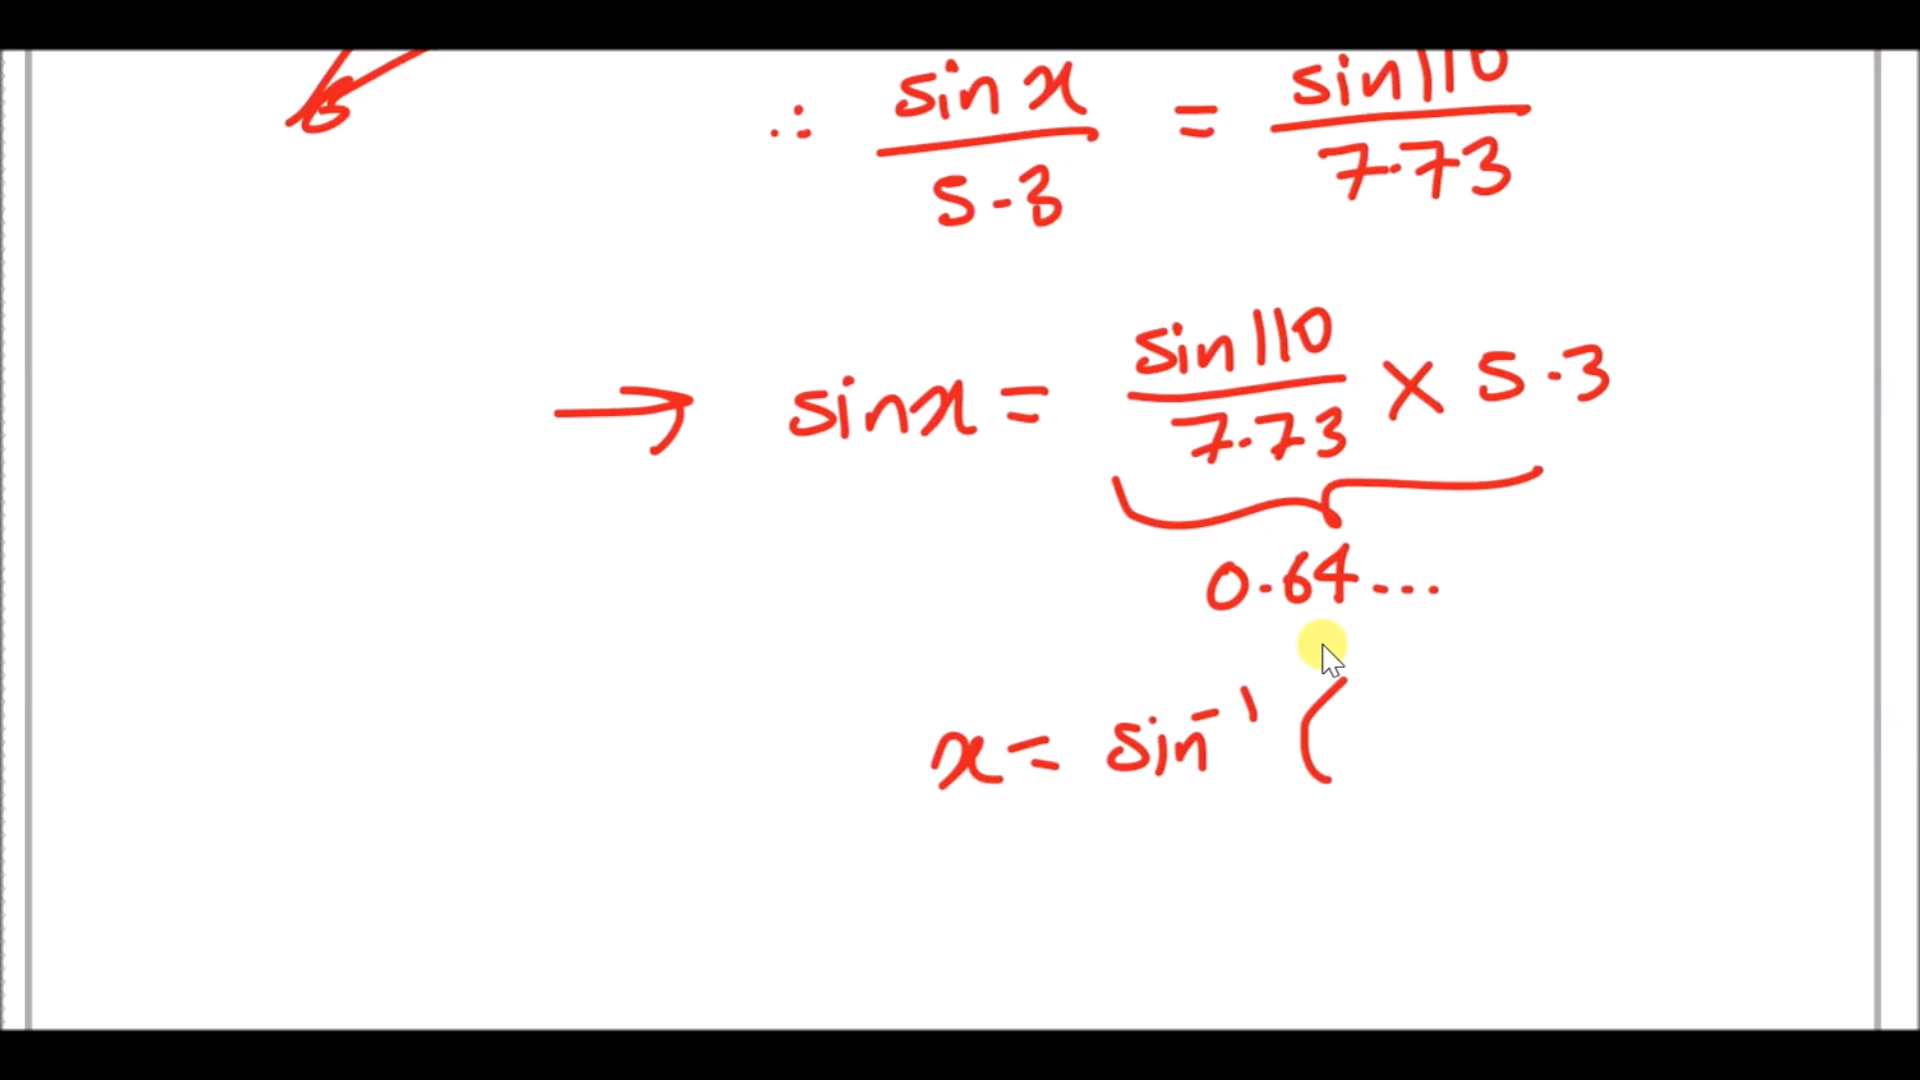 ∴ sin x / 5.3 = sin 110 / 7.73
→ sin x = sin 110 / 7.73 × 5.3
0.64...
x = sin⁻¹ (